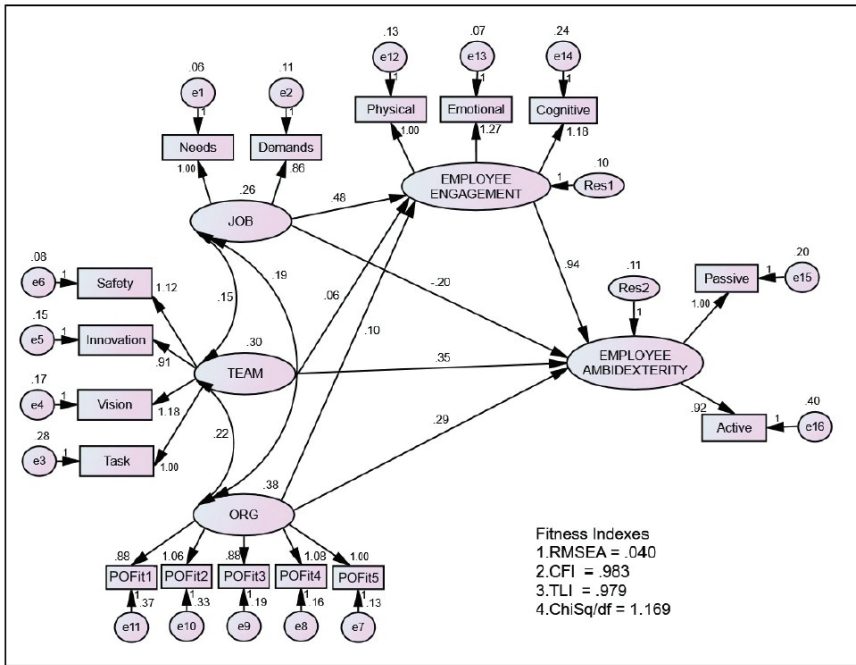 .13
.07
.24
e12
e13
e14
1
1
1
.06
.11
e1
e2
1
1
Physical
Emotional
Cognitive
1.00
1.27
1.18
Needs
Demands
1.00
.86
.10
EMPLOYEE
ENGAGEMENT
1
Res1
.26
JOB
.48
.08
e6
1
Safety
1.12
.15
.19
.06
.10
-.20
.94
.11
Res2
1
Passive
1
.20
e15
1.00
.15
e5
1
Innovation
.91
.30
TEAM
.35
EMPLOYEE
AMBIDEXTERITY
.17
e4
1
Vision
1.18
.28
e3
1
Task
1.00
.22
.29
.92
Active
1
.40
e16
.38
ORG
.88
1.06
.88
1.08
1.00
POFit1
POFit2
POFit3
POFit4
POFit5
1
1
1
1
1
.37
.33
.19
.16
.13
e11
e10
e9
e8
e7
Fitness Indexes
1.RMSEA = .040
2.CFI = .983
3.TLI = .979
4.ChiSq/df = 1.169